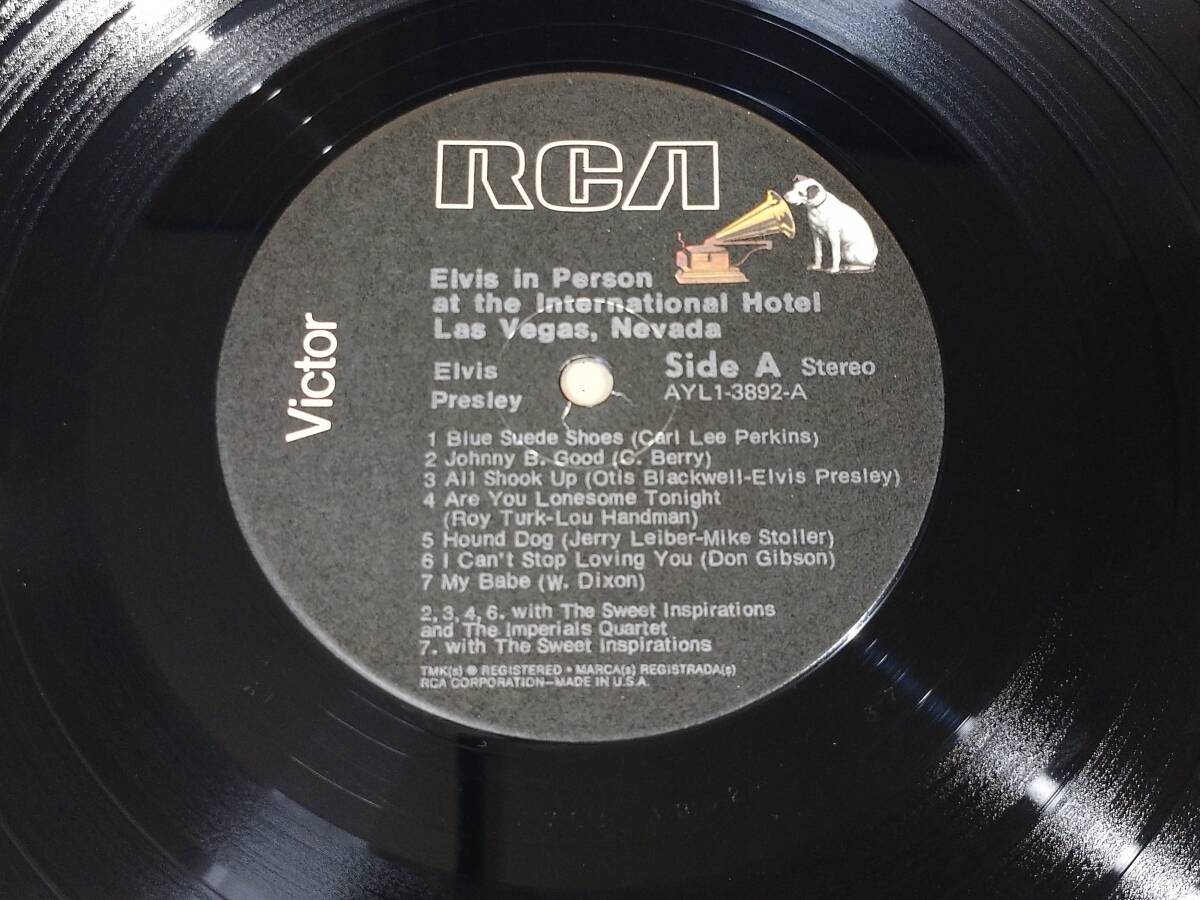 RCA
Victor
Elvis in Person
at the International Hotel
Las Vegas, Nevada
Elvis
Presley
Side A Stereo
AYL1-3892-A
1 Blue Suede Shoes (Carl Lee Perkins)
2 Johnny B. Good (C. Berry)
3 All Shook Up (Otis Blackwell-Elvis Presley)
4 Are You Lonesome Tonight
(Roy Turk-Lou Handman)
5 Hound Dog (Jerry Leiber-Mike Stoller)
6 I Can't Stop Loving You (Don Gibson)
7 My Babe (W. Dixon)
2, 3, 4, 6. with The Sweet Inspirations
and The Imperials Quartet
7. with The Sweet Inspirations
TMK(s) ® REGISTERED • MARCA(s) REGISTRADA(s)
RCA CORPORATION—MADE IN U.S.A.